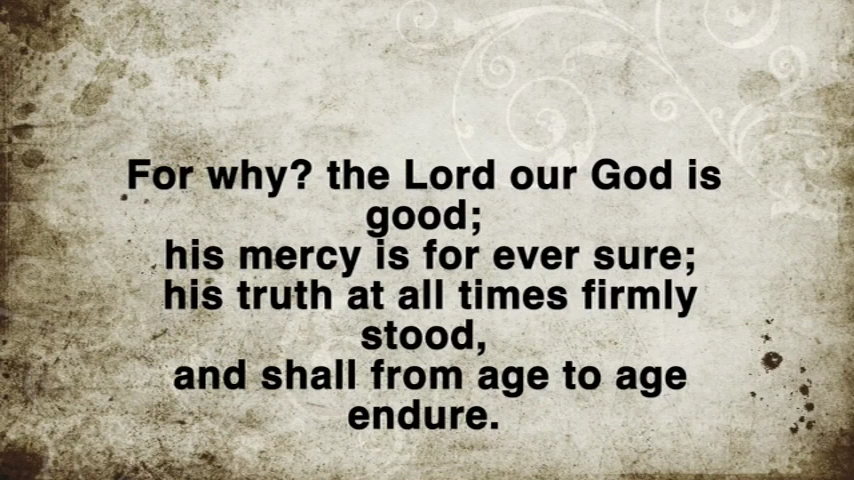 For why? the Lord our God is
good;
his mercy is for ever sure;
his truth at all times firmly
stood,
and shall from age to age
endure.